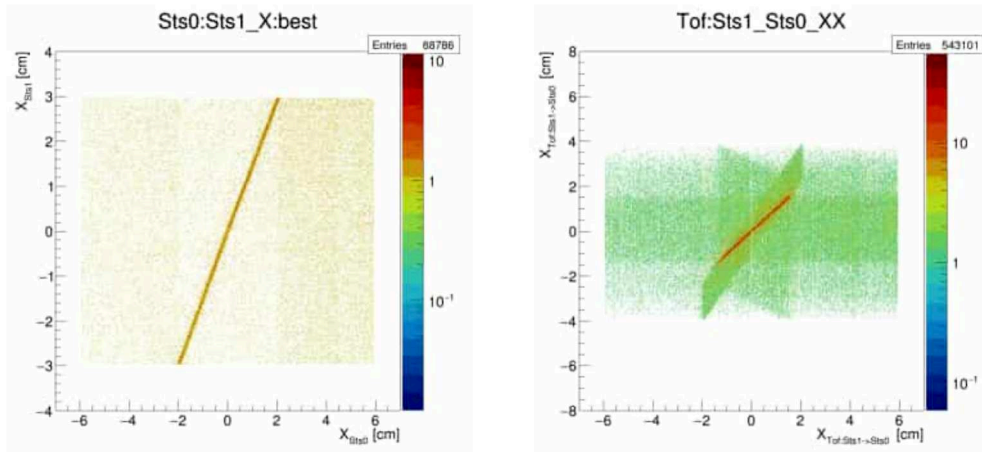 Sts0:Sts1_X:best
Entries 68786
X_Sts1 [cm]
4
3
2
1
0
−1
−2
−3
−4
−6 −4 −2 0 2 4 6
X_Sts0 [cm]
10
1
10^-1
Tof:Sts1_Sts0_XX
Entries 543101
X_Tof:Sts1->Sts0 [cm]
8
6
4
2
0
−2
−4
−6
−8
−6 −4 −2 0 2 4 6
X_Tof:Sts1->Sts0 [cm]
10
1
10^-1